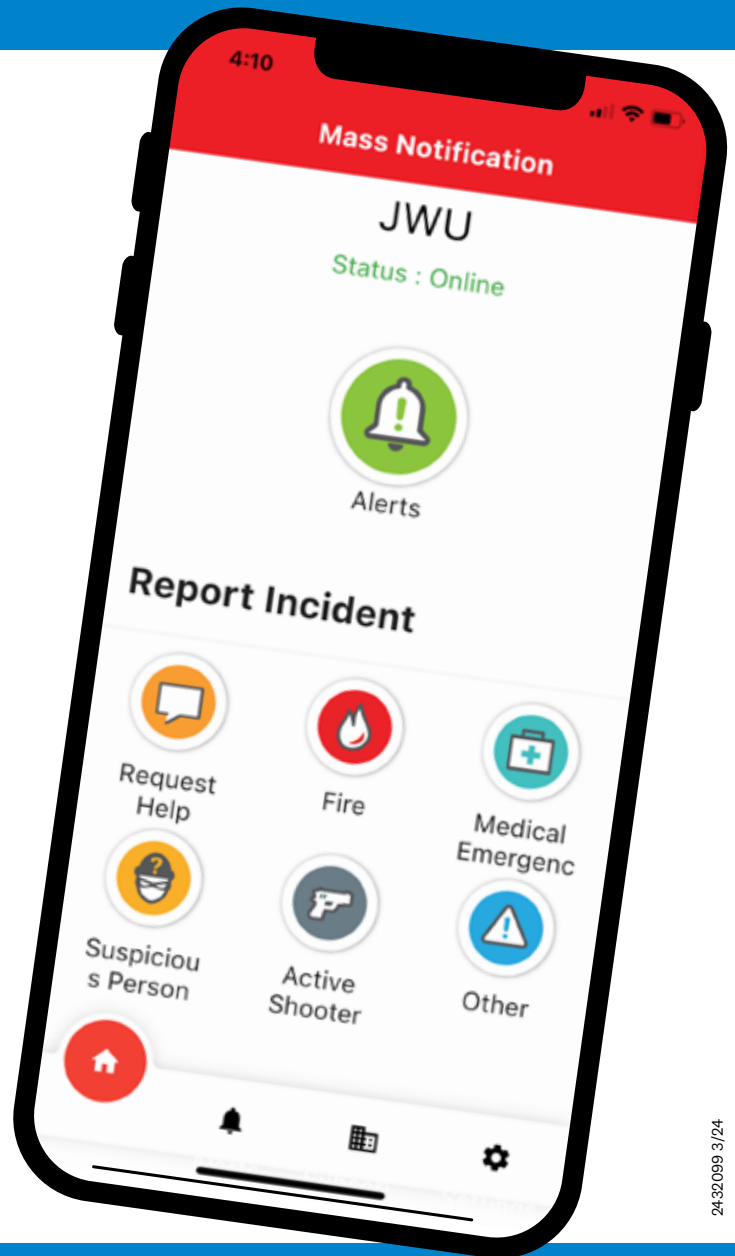 4:10
Mass Notification
JWU
Status : Online
Alerts
Report Incident
Request
Help
Fire
Medical
Emergenc
Suspiciou
s Person
Active
Shooter
Other
2432099 3/24